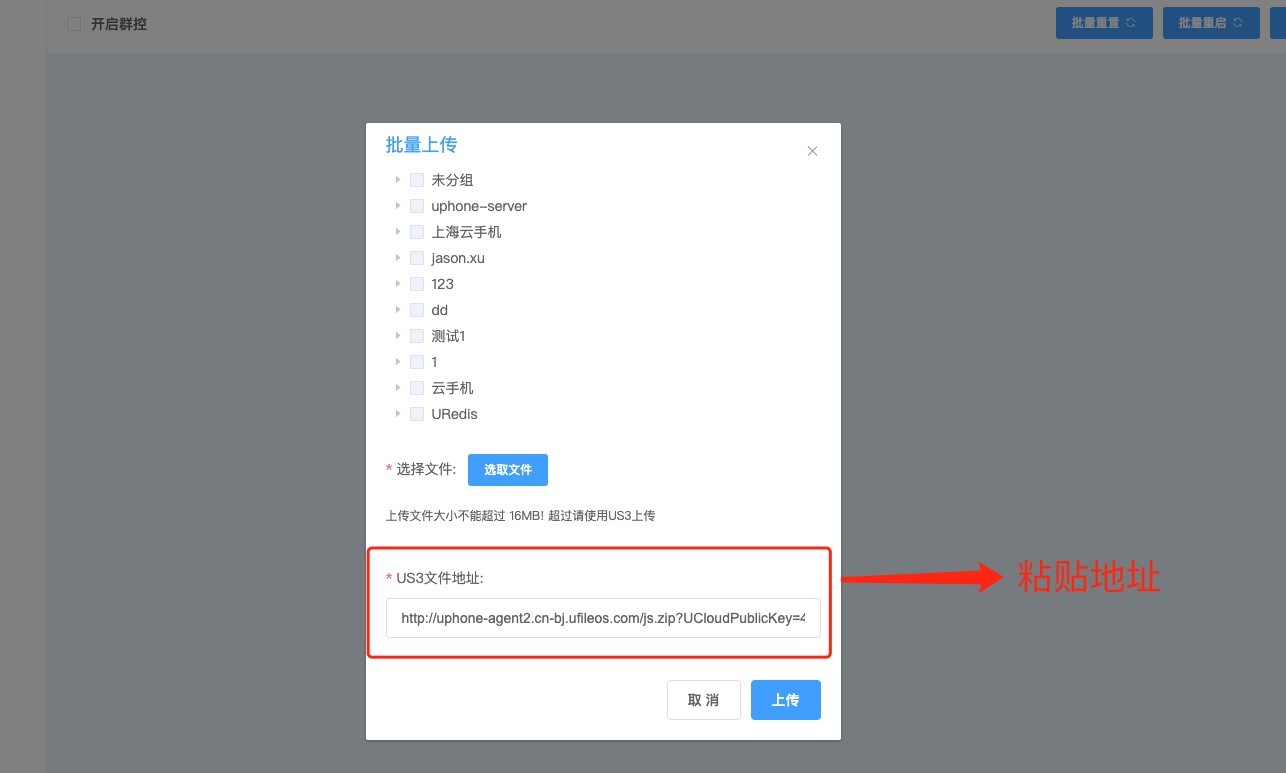 开启群控
批量重置
批量重启
批量上传
未分组
uphone-server
上海云手机
jason.xu
123
dd
测试1
1
云手机
URedis
* 选择文件: 选取文件
上传文件大小不能超过 16MB! 超过请使用US3上传
* US3文件地址:
粘贴地址
http://uphone-agent2.cn-bj.ufileos.com/js.zip?UCloudPublicKey=4
取 消
上传